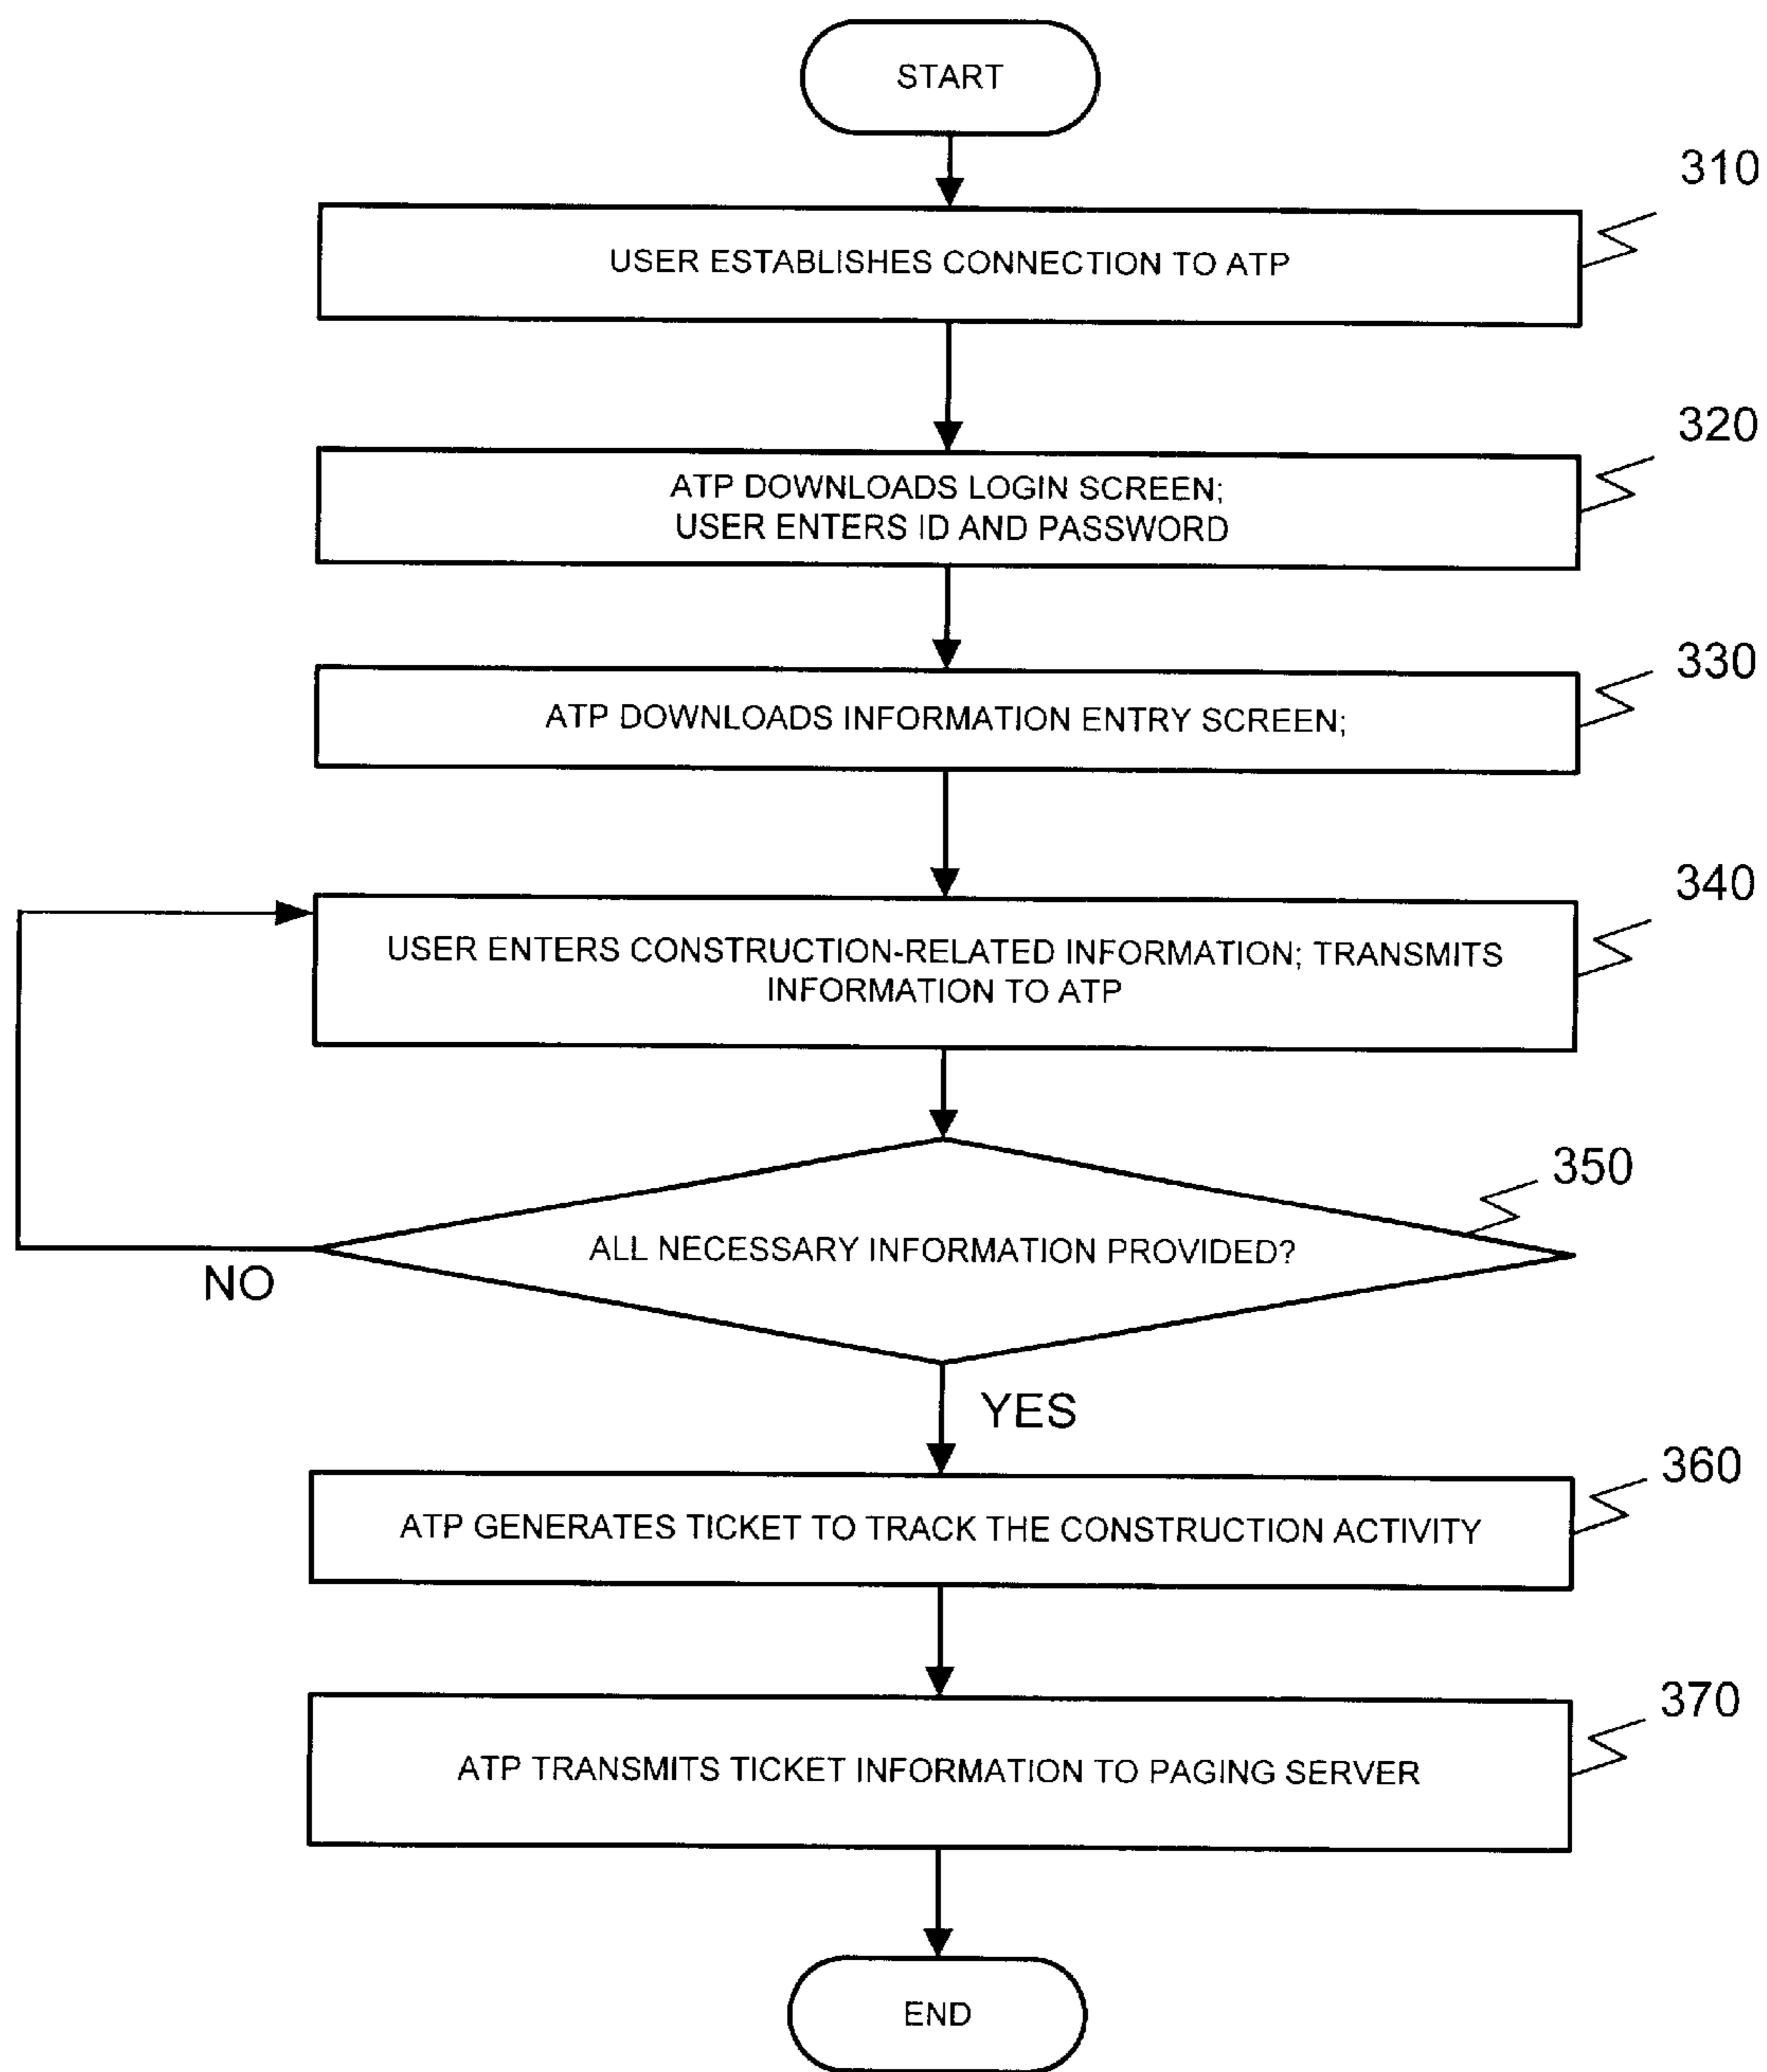 START
310
USER ESTABLISHES CONNECTION TO ATP
320
ATP DOWNLOADS LOGIN SCREEN;
USER ENTERS ID AND PASSWORD
330
ATP DOWNLOADS INFORMATION ENTRY SCREEN;
340
USER ENTERS CONSTRUCTION-RELATED INFORMATION; TRANSMITS
INFORMATION TO ATP
350
ALL NECESSARY INFORMATION PROVIDED?
NO
YES
360
ATP GENERATES TICKET TO TRACK THE CONSTRUCTION ACTIVITY
370
ATP TRANSMITS TICKET INFORMATION TO PAGING SERVER
END